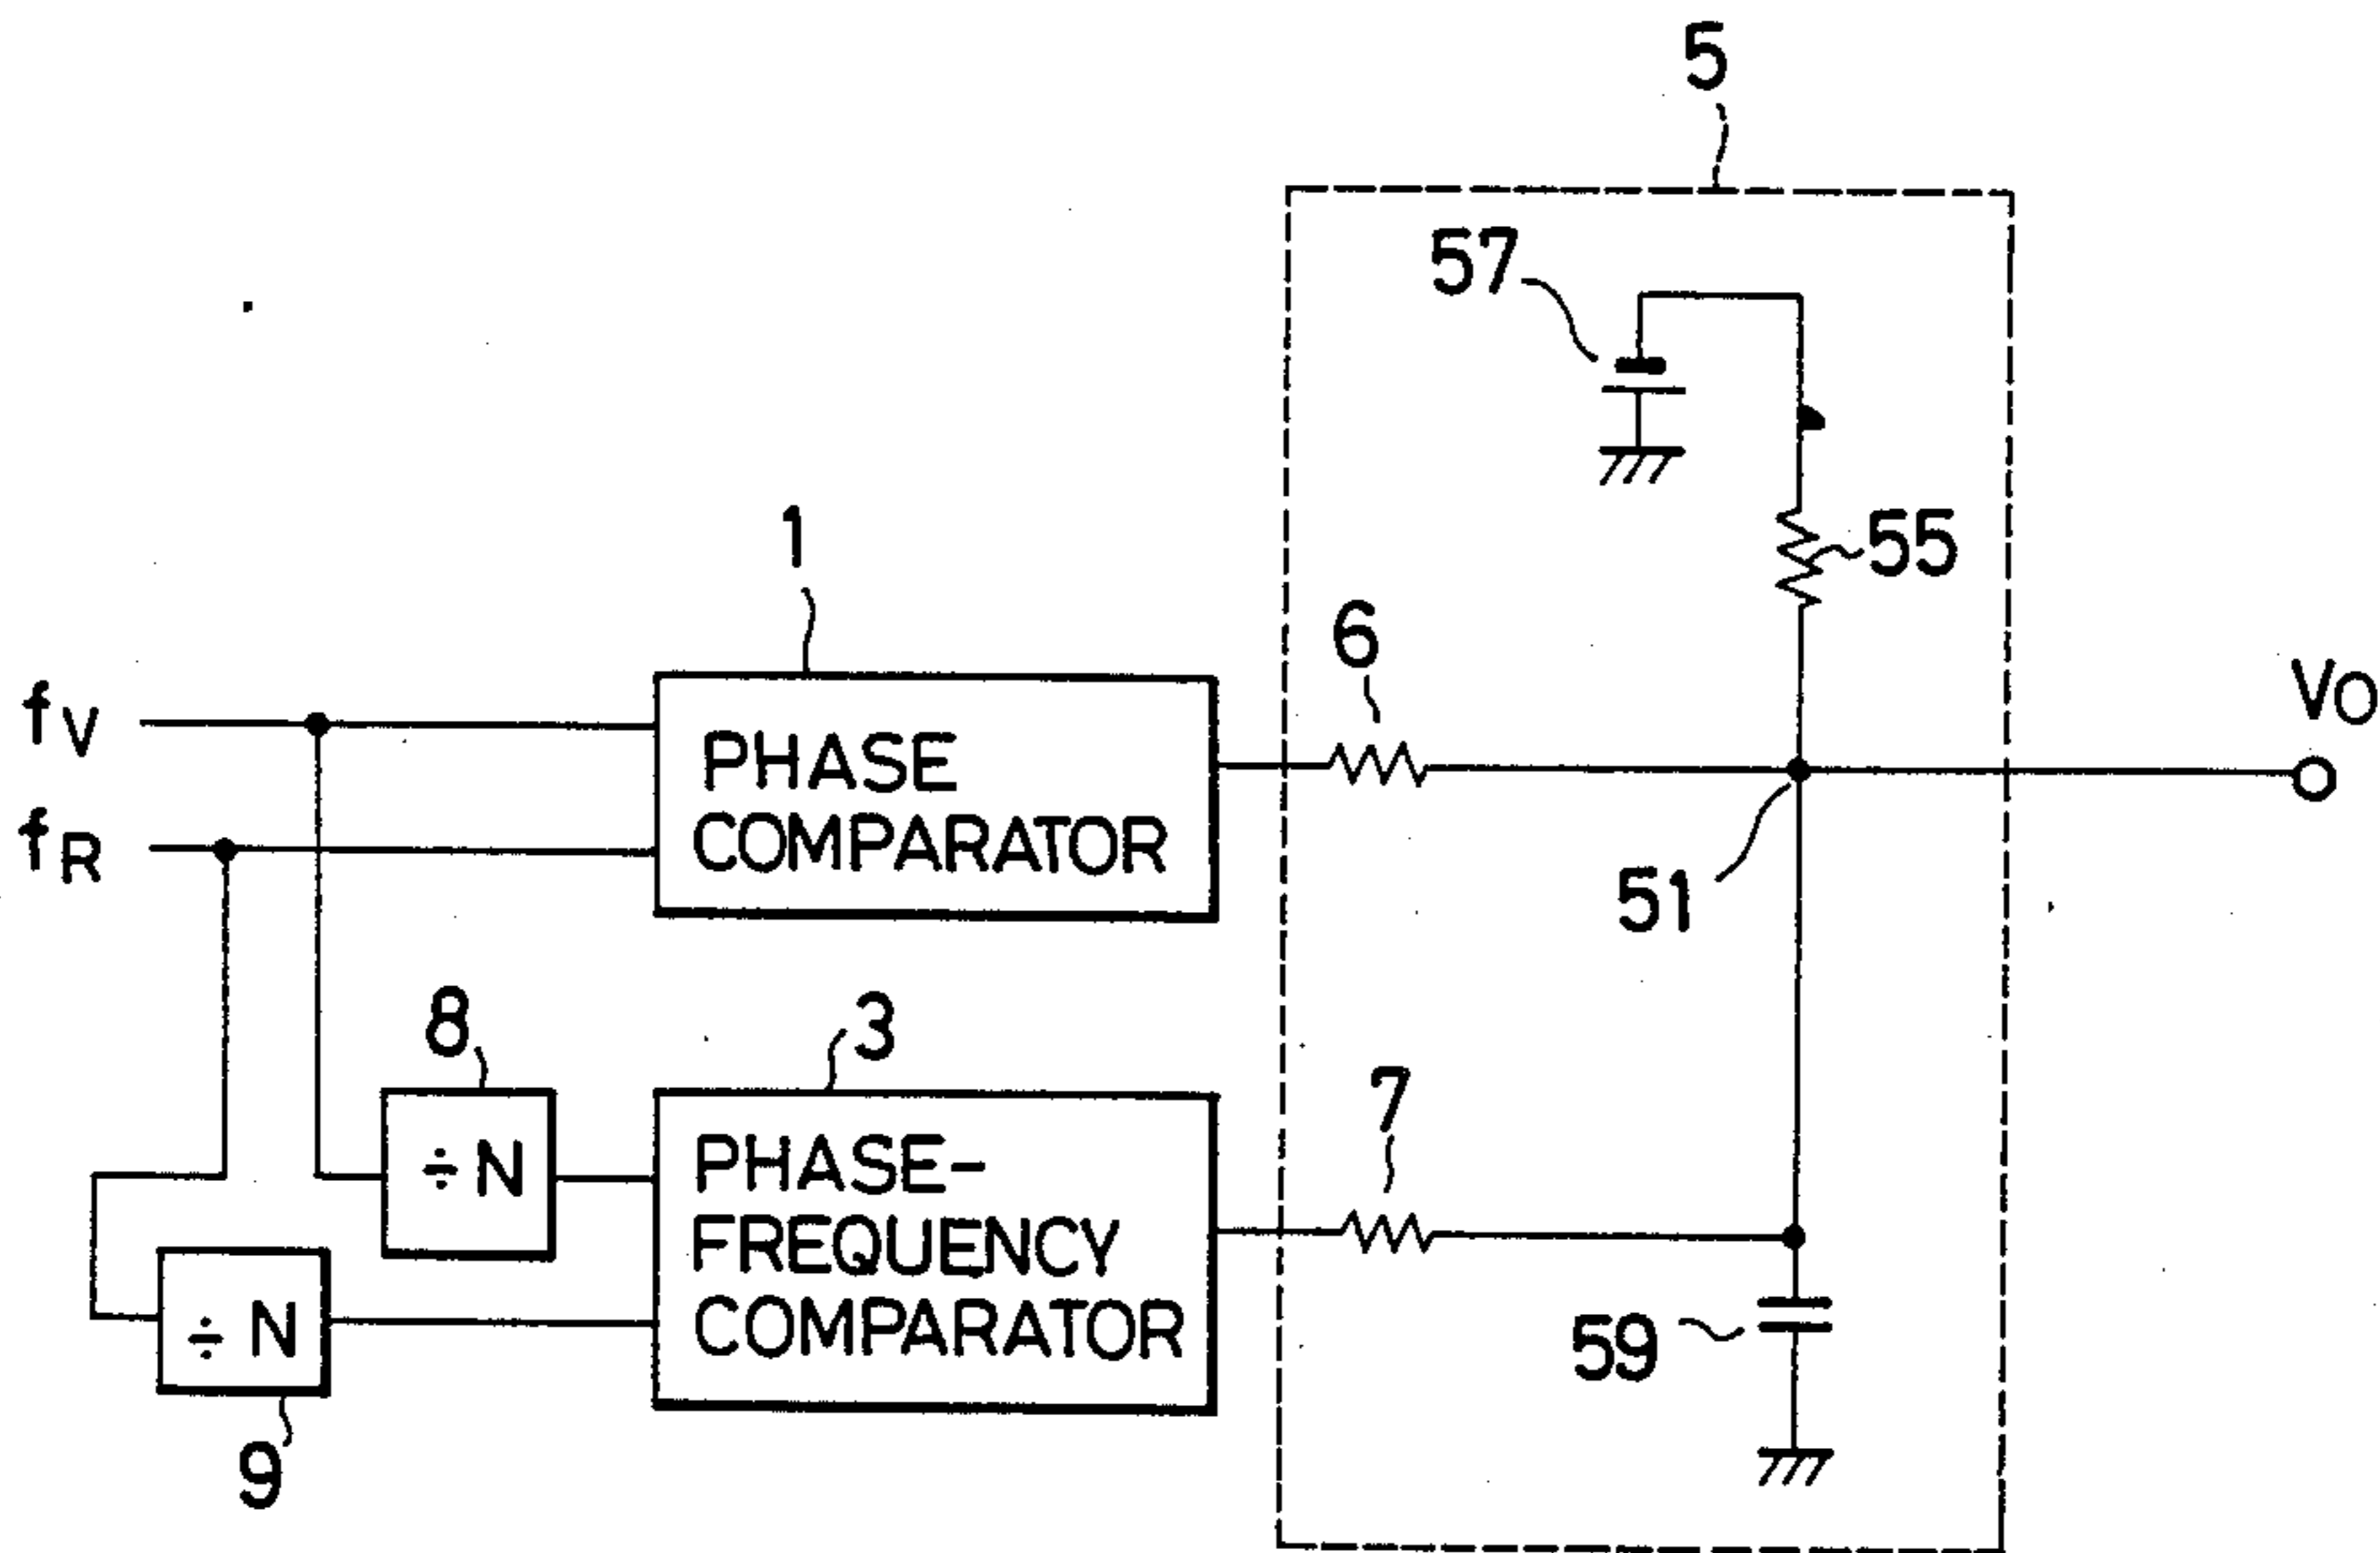 5
57
55
1
6
fV
PHASE
COMPARATOR
VO
fR
51
8
3
7
÷N
PHASE-
FREQUENCY
COMPARATOR
÷ N
59
9